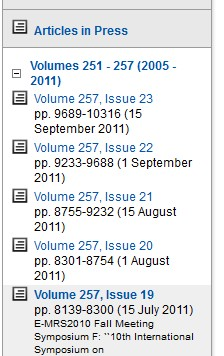 Articles in Press
Volumes 251 - 257 (2005 -
2011)
Volume 257, Issue 23
pp. 9689-10316 (15
September 2011)
Volume 257, Issue 22
pp. 9233-9688 (1 September
2011)
Volume 257, Issue 21
pp. 8755-9232 (15 August
2011)
Volume 257, Issue 20
pp. 8301-8754 (1 August
2011)
Volume 257, Issue 19
pp. 8139-8300 (15 July 2011)
E-MRS2010 Fall Meeting
Symposium F: ``10th International
Symposium on